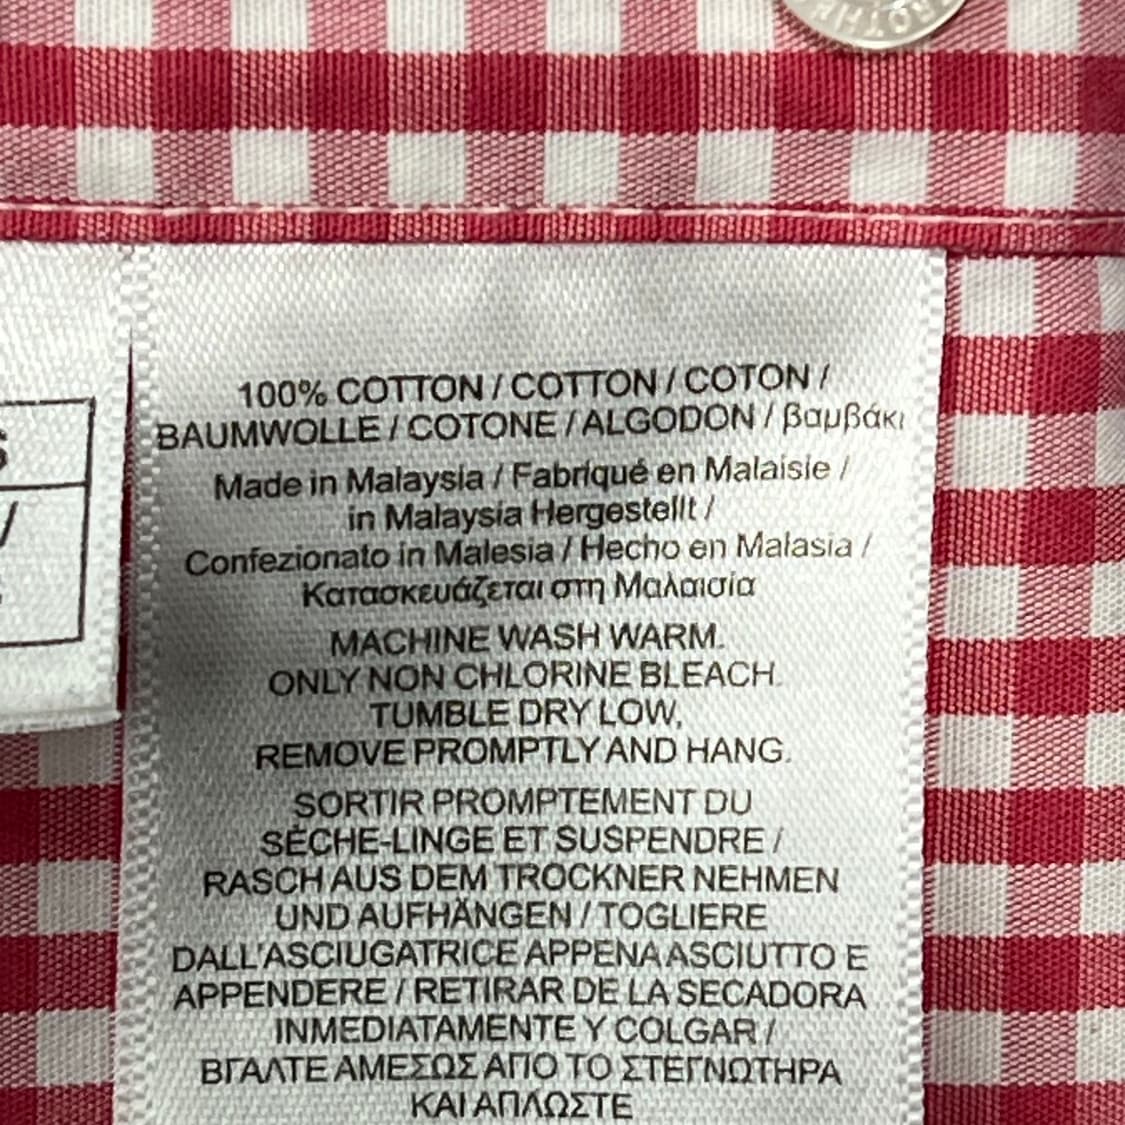 100% COTTON / COTTON / COTON /
BAUMWOLLE / COTONE / ALGODON / βαμβάκι
Made in Malaysia / Fabriqué en Malaisie /
in Malaysia Hergestellt /
Confezionato in Malesia / Hecho en Malasia /
Κατασκευάζεται στη Μαλαισία
MACHINE WASH WARM.
ONLY NON CHLORINE BLEACH.
TUMBLE DRY LOW,
REMOVE PROMPTLY AND HANG.
SORTIR PROMPTEMENT DU
SÈCHE-LINGE ET SUSPENDRE /
RASCH AUS DEM TROCKNER NEHMEN
UND AUFHÄNGEN / TOGLIERE
DALL'ASCIUGATRICE APPENA ASCIUTTO E
APPENDERE / RETIRAR DE LA SECADORA
INMEDIATAMENTE Y COLGAR /
ΒΓΑΛΤΕ ΑΜΕΣΩΣ ΑΠΟ ΤΟ ΣΤΕΓΝΩΤΗΡΑ
ΚΑΙ ΑΠΛΩΣΤΕ